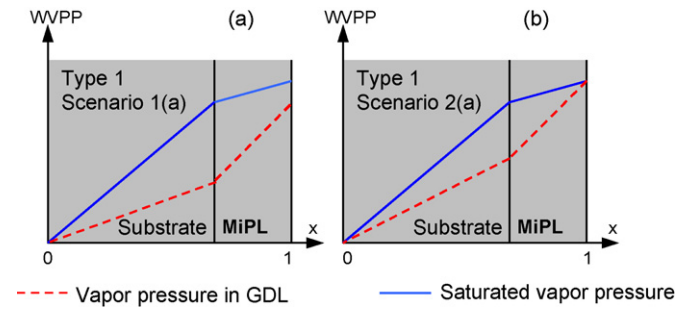 WVPP (a)
Type 1
Scenario 1(a)
Substrate MiPL x
0 1
WVPP (b)
Type 1
Scenario 2(a)
Substrate MiPL x
0 1
Vapor pressure in GDL
Saturated vapor pressure